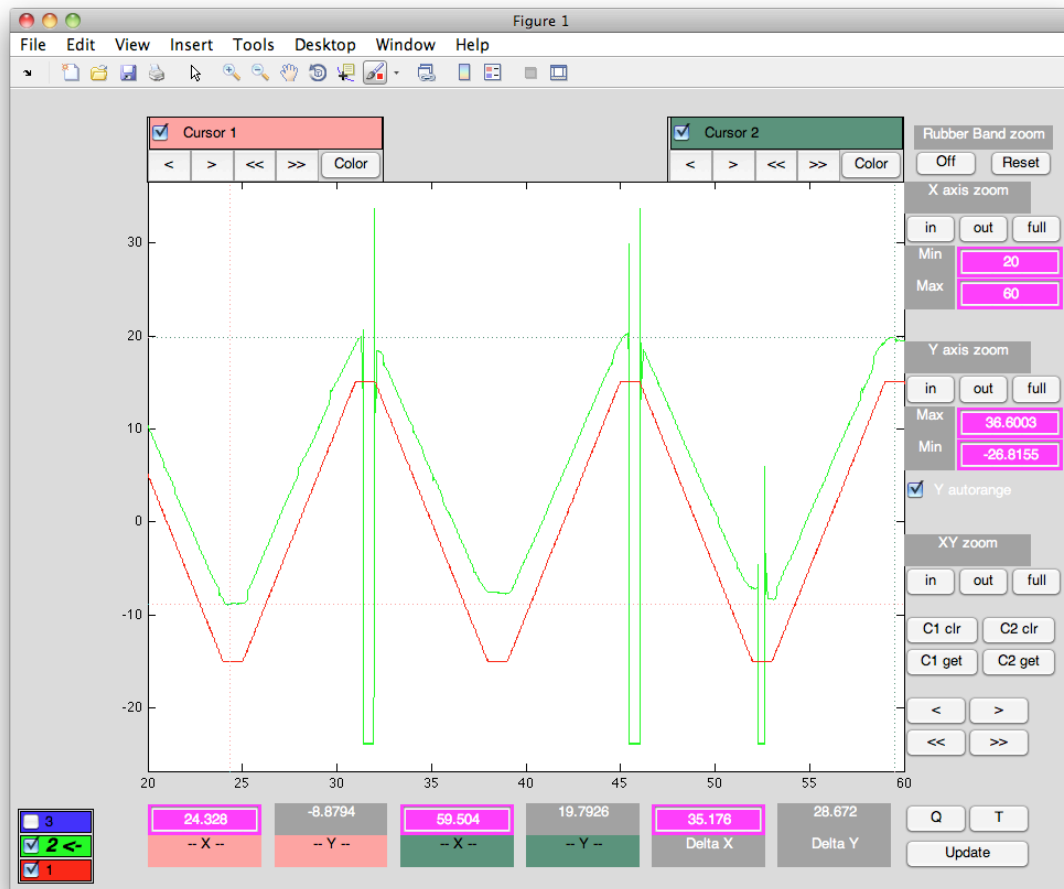 Figure 1
File Edit View Insert Tools Desktop Window Help
Cursor 1
< > << >> Color
Cursor 2
< > << >> Color
Rubber Band zoom
Off Reset
X axis zoom
in out full
Min 20
Max 60
Y axis zoom
in out full
Max 36.6003
Min -26.8155
Y autorange
XY zoom
in out full
C1 clr C2 clr
C1 get C2 get
< >
<< >>
30
20
10
0
-10
-20
20 25 30 35 40 45 50 55 60
3
2 <-
1
24.328 -8.8794 59.504 19.7926 35.176 28.672
-- X -- -- Y -- -- X -- -- Y -- Delta X Delta Y
Q T
Update